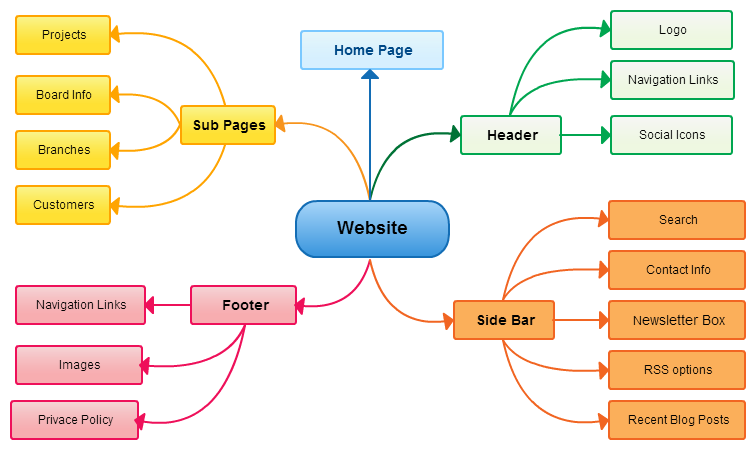 Home Page
Website
Sub Pages
Projects
Board Info
Branches
Customers
Header
Logo
Navigation Links
Social Icons
Footer
Navigation Links
Images
Privace Policy
Side Bar
Search
Contact Info
Newsletter Box
RSS options
Recent Blog Posts